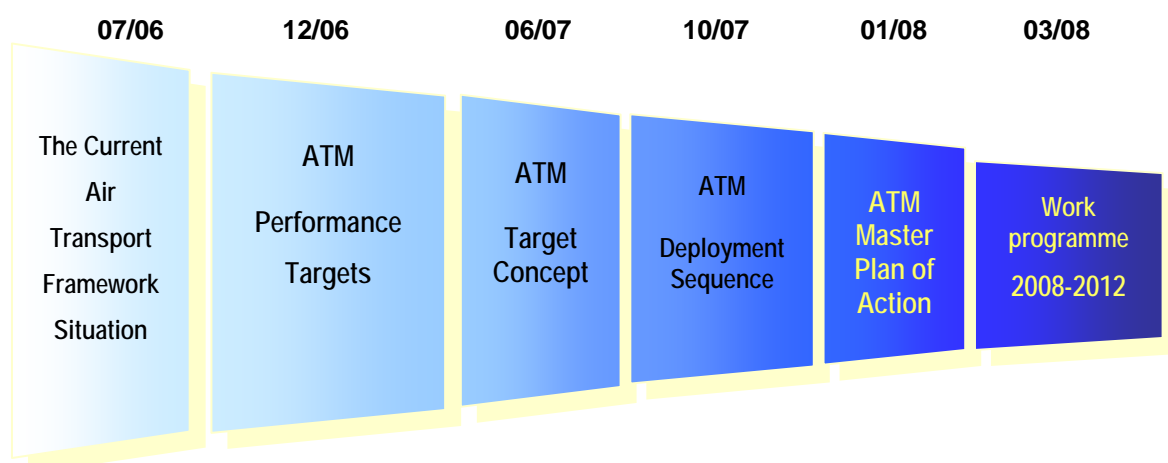 07/06 12/06 06/07 10/07 01/08 03/08
The Current
Air
Transport
Framework
Situation
ATM
Performance
Targets
ATM
Target
Concept
ATM
Deployment
Sequence
ATM
Master
Plan of
Action
Work
programme
2008-2012